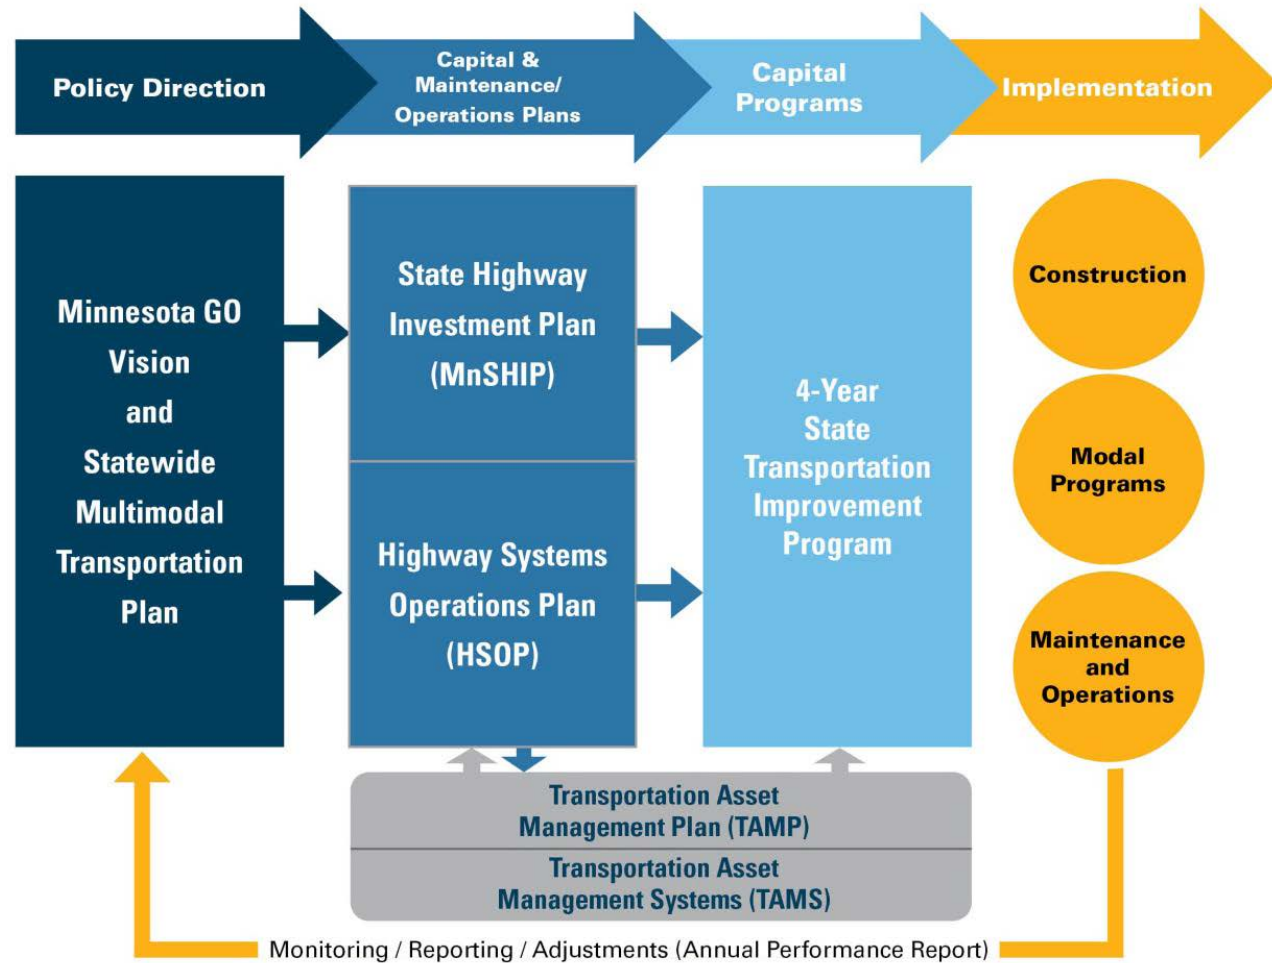 Policy Direction
Capital &
Maintenance/
Operations Plans
Capital
Programs
Implementation
Minnesota GO
Vision
and
Statewide
Multimodal
Transportation
Plan
State Highway
Investment Plan
(MnSHIP)
Highway Systems
Operations Plan
(HSOP)
4-Year
State
Transportation
Improvement
Program
Construction
Modal
Programs
Maintenance
and
Operations
Transportation Asset
Management Plan (TAMP)
Transportation Asset
Management Systems (TAMS)
Monitoring / Reporting / Adjustments (Annual Performance Report)